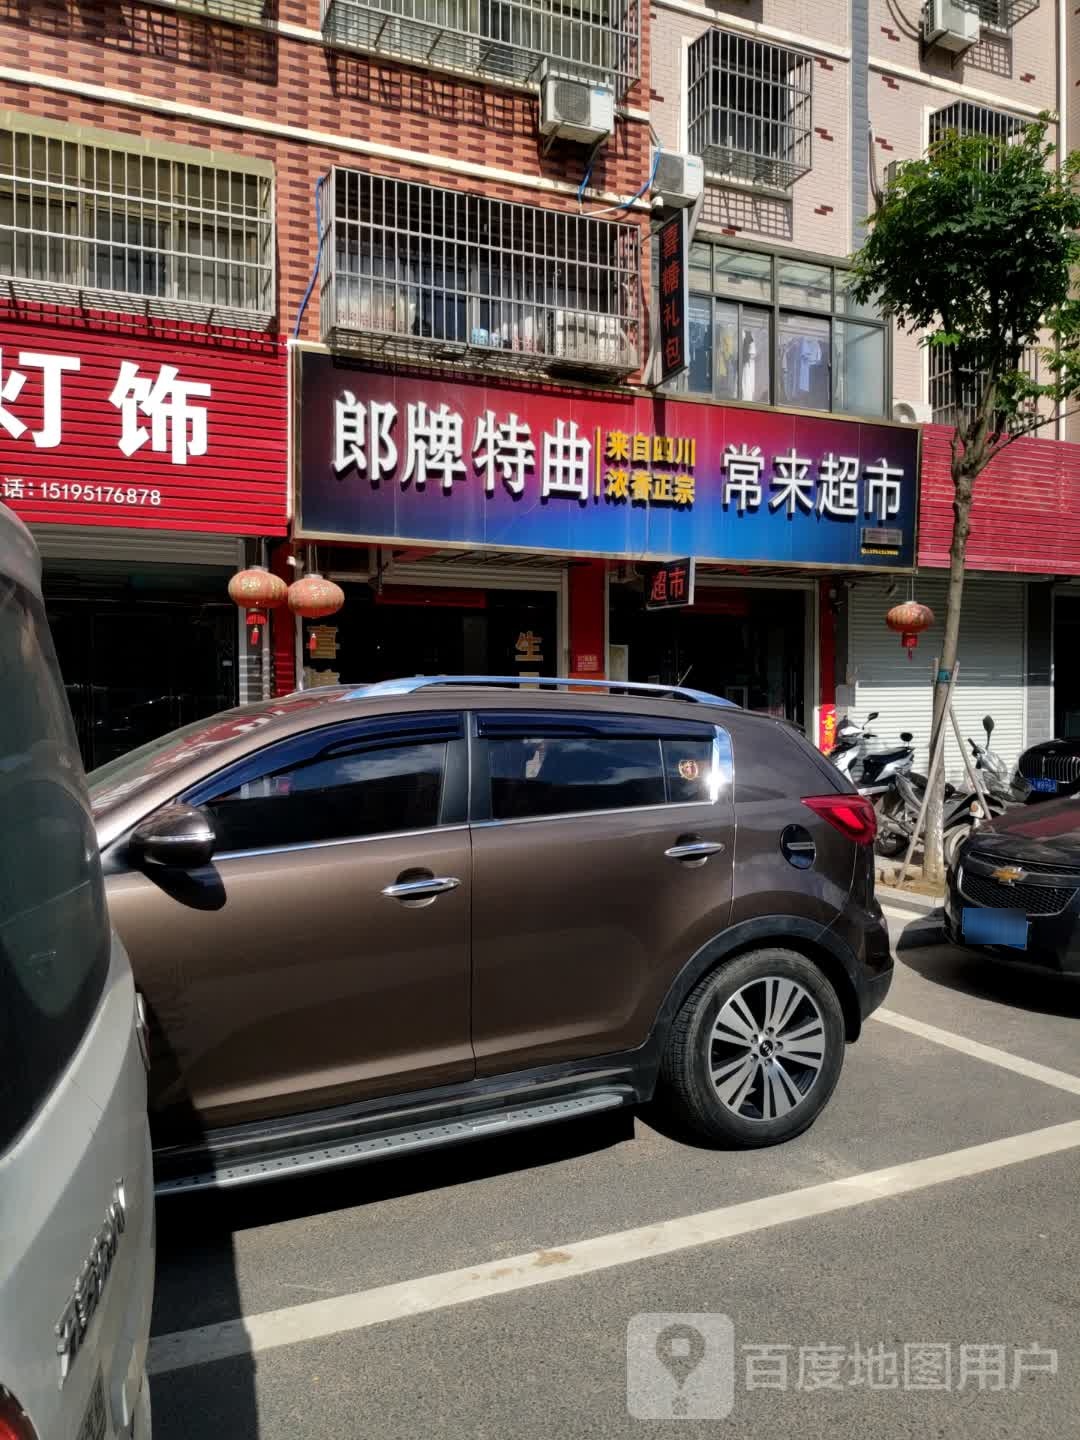 喜糖礼包
灯饰
话:15195176878
郎牌特曲
来自四川
浓香正宗
常来超市
超市
喜
生
百度地图用户